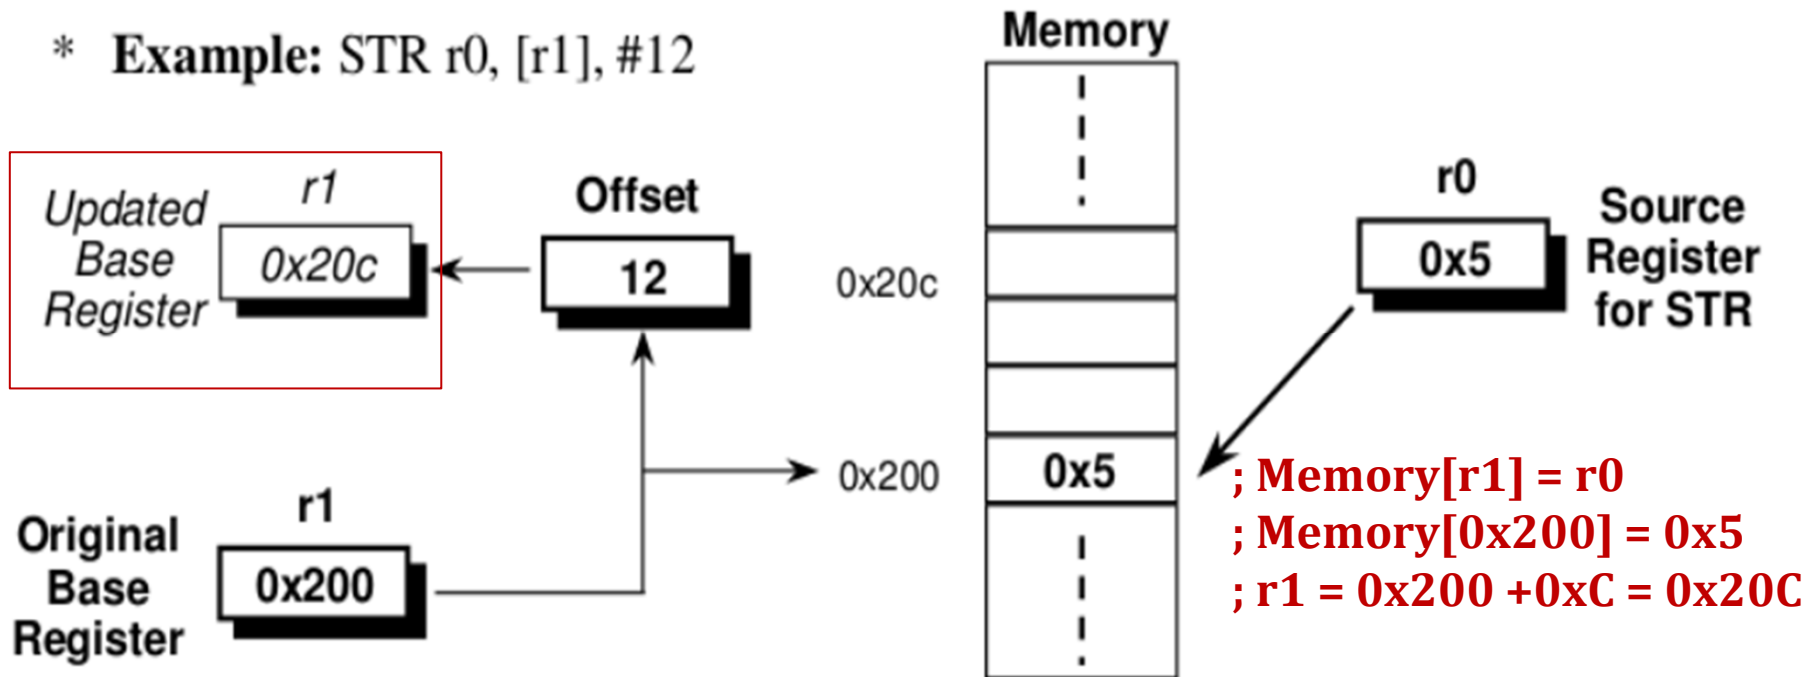 * Example: STR r0, [r1], #12
Memory
Updated
Base
Register
r1
0x20c
Offset
12
0x20c
r0
0x5
Source
Register
for STR
0x200
0x5
Original
Base
Register
r1
0x200
; Memory[r1] = r0
; Memory[0x200] = 0x5
; r1 = 0x200 +0xC = 0x20C